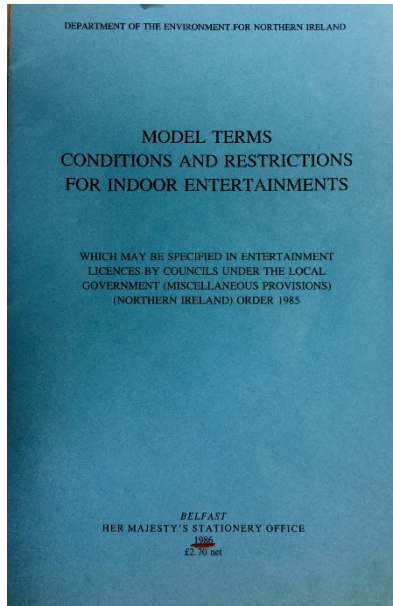 DEPARTMENT OF THE ENVIRONMENT FOR NORTHERN IRELAND
MODEL TERMS
CONDITIONS AND RESTRICTIONS
FOR INDOOR ENTERTAINMENTS
WHICH MAY BE SPECIFIED IN ENTERTAINMENT
LICENCES BY COUNCILS UNDER THE LOCAL
GOVERNMENT (MISCELLANEOUS PROVISIONS)
(NORTHERN IRELAND) ORDER 1985
BELFAST
HER MAJESTY'S STATIONERY OFFICE
1986
£2.70 net